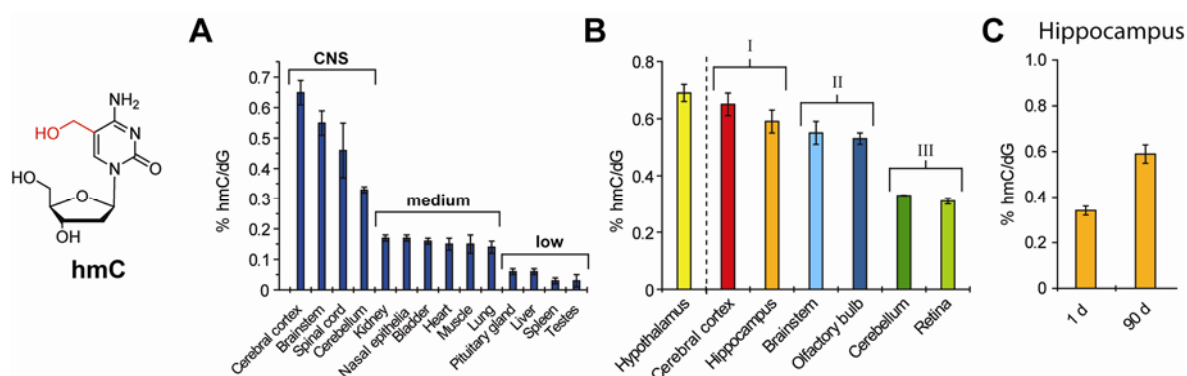 HO
NH2
N
N
O
HO
O
OH
hmC
A
CNS
medium
low
% hmC/dG
0.7
0.6
0.5
0.4
0.3
0.2
0.1
0
Cerebral cortex
Brainstem
Spinal cord
Cerebellum
Kidney
Nasal epithelia
Bladder
Heart
Muscle
Lung
Pituitary gland
Liver
Spleen
Testes
B
I
II
III
% hmC/dG
0.8
0.6
0.4
0.2
0
Hypothalamus
Cerebral cortex
Hippocampus
Brainstem
Olfactory bulb
Cerebellum
Retina
C Hippocampus
% hmC/dG
1.0
0.8
0.6
0.4
0.2
0
1 d
90 d